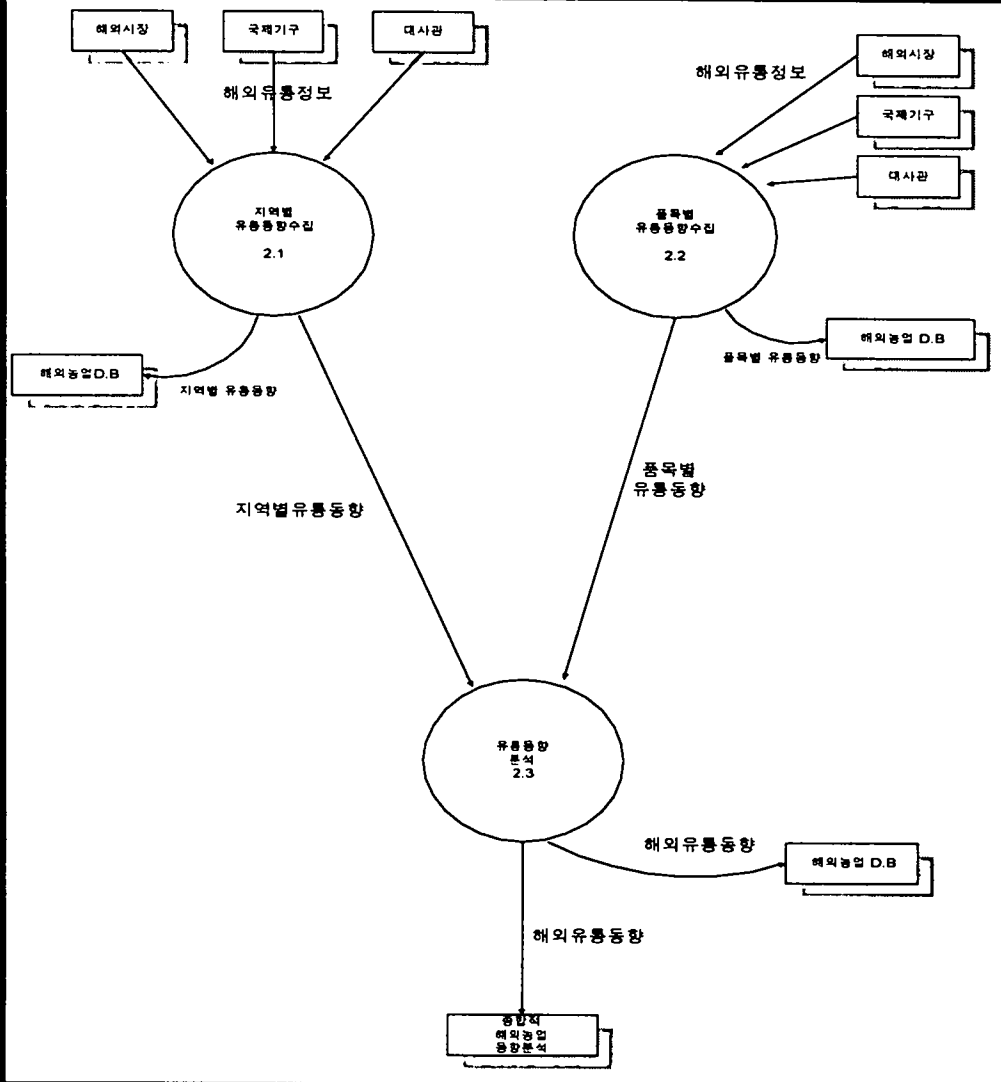 해외시장
국제기구
대사관
해외유통정보
해외유통정보
해외시장
국제기구
대사관
지역별
유통동향수집
2.1
품목별
유통동향수집
2.2
해외농업D.B
지역별 유통동향
품목별 유통동향
해외농업 D.B
지역별유통동향
품목별
유통동향
유통동향
분석
2.3
해외유통동향
해외농업 D.B
해외유통동향
종합적
해외농업
동향분석